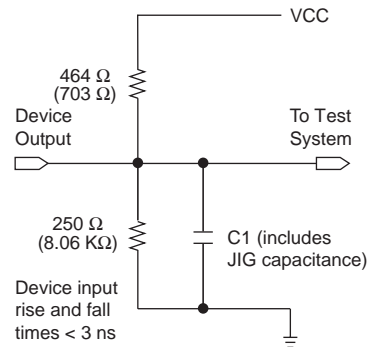 VCC
464 Ω
(703 Ω)
Device
Output
To Test
System
250 Ω
(8.06 KΩ)
C1 (includes
JIG capacitance)
Device input
rise and fall
times < 3 ns